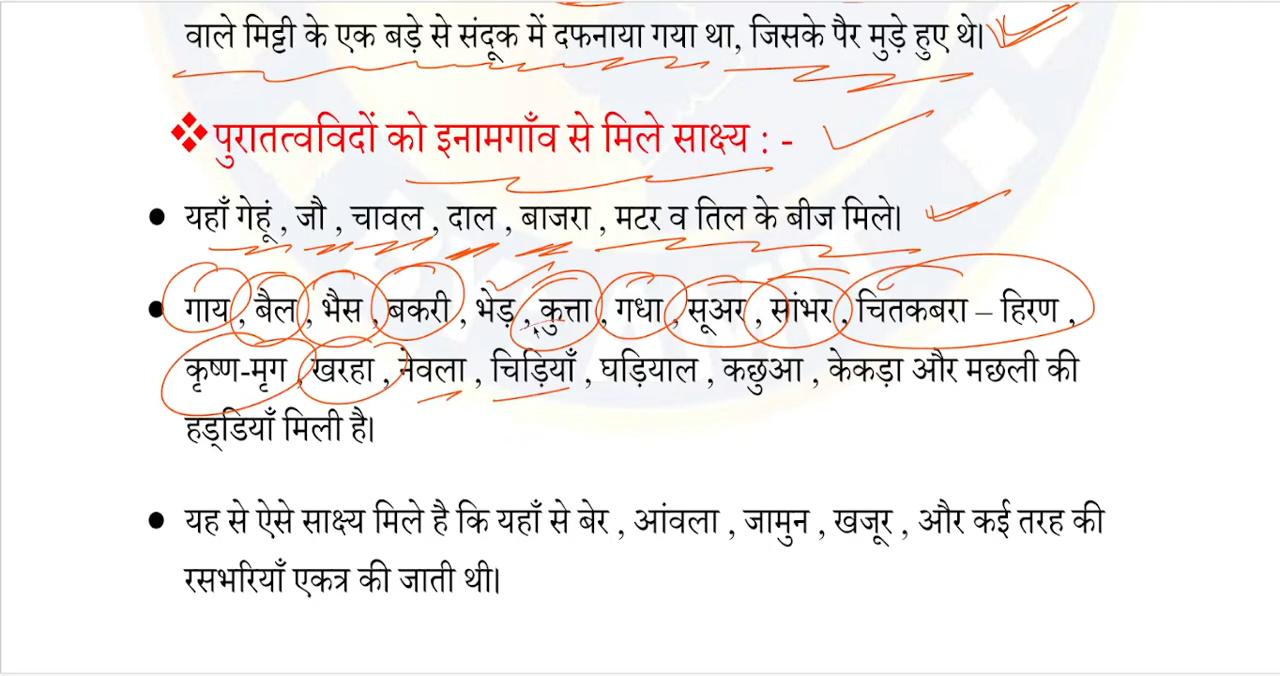 वाले मिट्टी के एक बड़े से संदूक में दफनाया गया था, जिसके पैर मुड़े हुए थे।
❖पुरातत्वविदों को इनामगाँव से मिले साक्ष्य : -
● यहाँ गेहूं , जौ , चावल , दाल , बाजरा , मटर व तिल के बीज मिले।
● गाय , बैल , भैस , बकरी , भेड़ , कुत्ता , गधा , सूअर , सांभर , चितकबरा – हिरण ,
कृष्ण-मृग , खरहा , नेवला , चिड़ियाँ , घड़ियाल , कछुआ , केकड़ा और मछली की
हड्डियाँ मिली है।
● यह से ऐसे साक्ष्य मिले है कि यहाँ से बेर , आंवला , जामुन , खजूर , और कई तरह की
रसभरियाँ एकत्र की जाती थी।